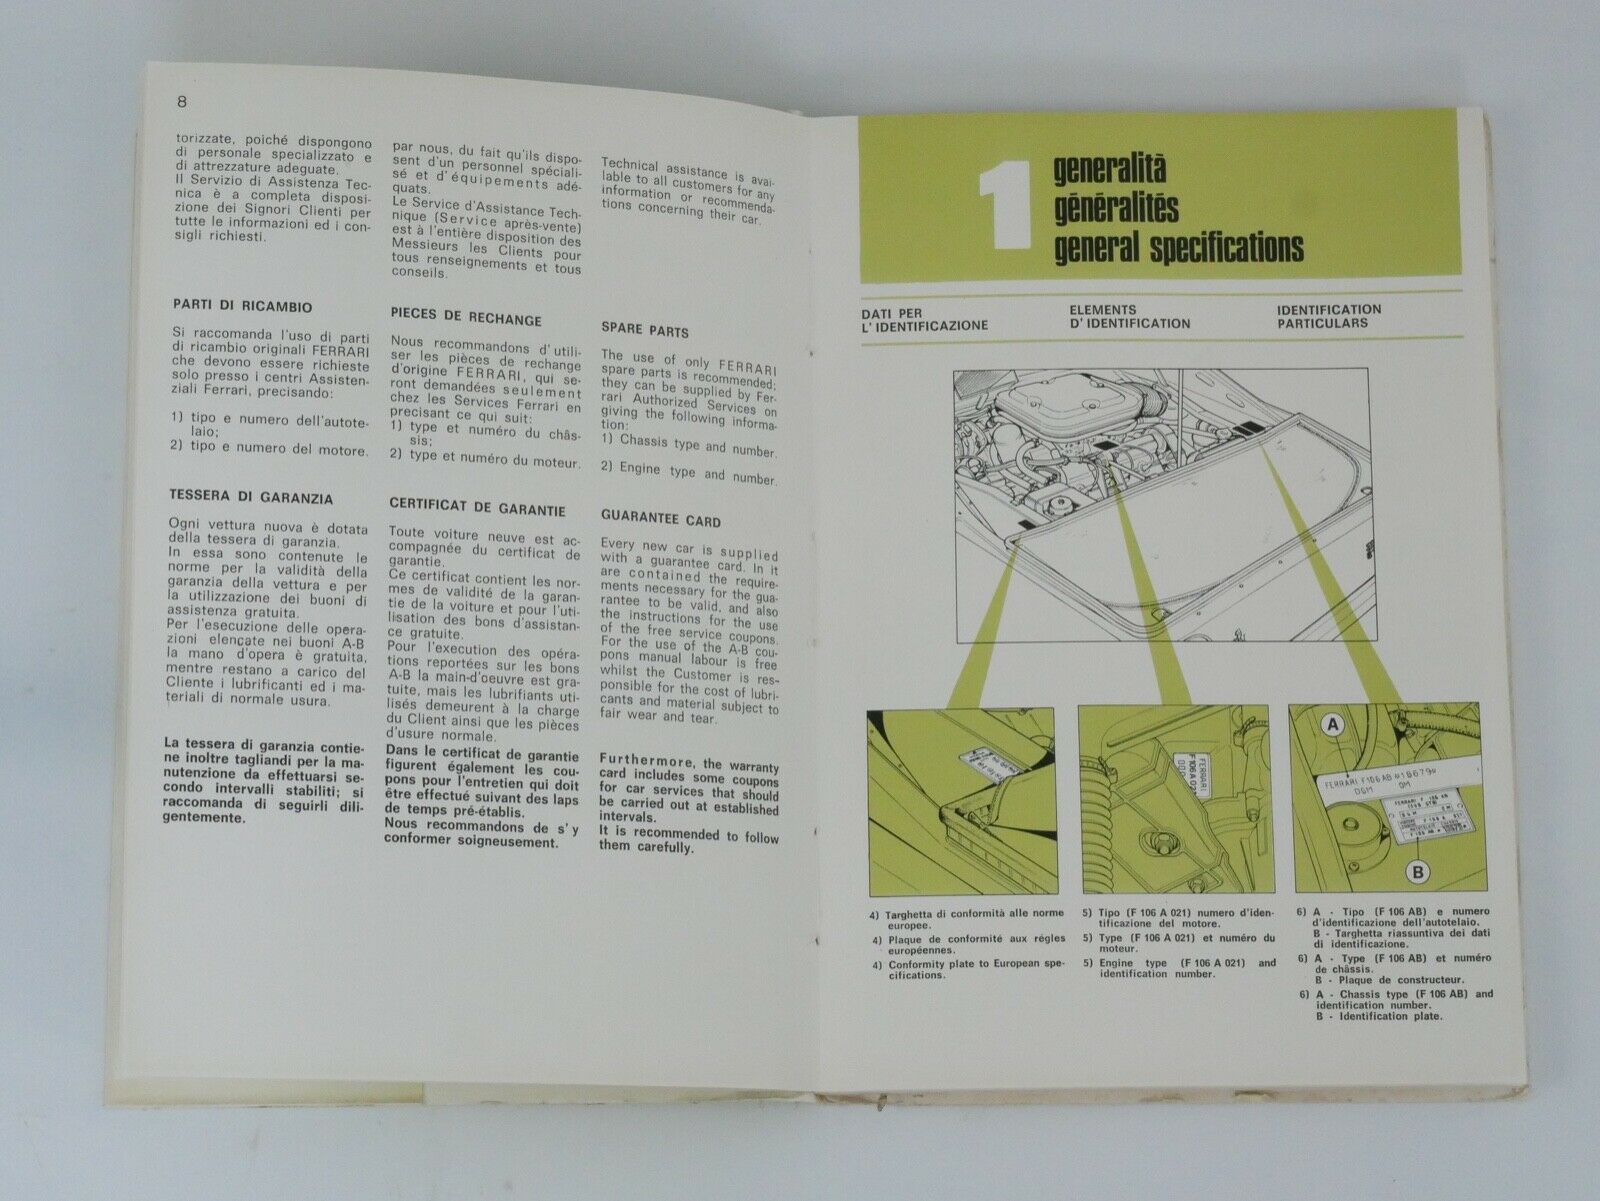 8
torizzate, poiché dispongono
di personale specializzato e
di attrezzature adeguate.
Il Servizio di Assistenza Tec-
nica è a completa disposi-
zione dei Signori Clienti per
tutte le informazioni ed i con-
sigli richiesti.
PARTI DI RICAMBIO
Si raccomanda l'uso di parti
di ricambio originali FERRARI
che devono essere richieste
solo presso i centri Assisten-
ziali Ferrari, precisando:
1) tipo e numero dell'autote-
laio;
2) tipo e numero del motore.
TESSERA DI GARANZIA
Ogni vettura nuova è dotata
della tessera di garanzia.
In essa sono contenute le
norme per la validità della
garanzia della vettura e per
la utilizzazione dei buoni di
assistenza gratuita.
Per l'esecuzione delle opera-
zioni elencate nei buoni A-B
la mano d'opera è gratuita,
mentre restano a carico del
Cliente i lubrificanti ed i ma-
teriali di normale usura.
La tessera di garanzia contie-
ne inoltre tagliandi per la ma-
nutenzione da effettuarsi se-
condo intervalli stabiliti; si
raccomanda di seguirli dili-
gentemente.
par nous, du fait qu'ils dispo-
sent d'un personnel spéciali-
sé et d'équipements adé-
quats.
Le Service d'Assistance Tech-
nique (Service après-vente)
est à l'entière disposition des
Messieurs les Clients pour
tous renseignements et tous
conseils.
PIECES DE RECHANGE
Nous recommandons d'utili-
ser les pièces de rechange
d'origine FERRARI, qui se-
ront demandées seulement
chez les Services Ferrari en
précisant ce qui suit:
1) type et numéro du châs-
sis;
2) type et numéro du moteur.
CERTIFICAT DE GARANTIE
Toute voiture neuve est ac-
compagnée du certificat de
garantie.
Ce certificat contient les nor-
mes de validité de la garan-
tie de la voiture et pour l'uti-
lisation des bons d'assistan-
ce gratuite.
Pour l'execution des opéra-
tions reportées sur les bons
A-B la main-d'oeuvre est gra-
tuite, mais les lubrifiants uti-
lisés demeurent à la charge
du Client ainsi que les pièces
d'usure normale.
Dans le certificat de garantie
figurent également les cou-
pons pour l'entretien qui doit
être effectué suivant des laps
de temps pré-établis.
Nous recommandons de s'y
conformer soigneusement.
Technical assistance is avai-
lable to all customers for any
information or recommenda-
tions concerning their car.
SPARE PARTS
The use of only FERRARI
spare parts is recommended;
they can be supplied by Fer-
rari Authorized Services on
giving the following informa-
tion:
1) Chassis type and number.
2) Engine type and number.
GUARANTEE CARD
Every new car is supplied
with a guarantee card. In it
are contained the require-
ments necessary for the gua-
rantee to be valid, and also
the instructions for the use
of the free service coupons.
For the use of the A-B cou-
pons manual labour is free
whilst the Customer is res-
ponsible for the cost of lubri-
cants and material subject to
fair wear and tear.
Furthermore, the warranty
card includes some coupons
for car services that should
be carried out at established
intervals.
It is recommended to follow
them carefully.
1
generalità
généralités
general specifications
DATI PER
L'IDENTIFICAZIONE
ELEMENTS
D'IDENTIFICATION
IDENTIFICATION
PARTICULARS
FERRARI
F 106 A 021
000
A
FERRARI F106 AB *18679*
DGM OM
FERRARI F 106 AB
B
4) Targhetta di conformità alle norme
europee.
4) Plaque de conformité aux régles
européennes.
4) Conformity plate to European spe-
cifications.
5) Tipo (F 106 A 021) numero d'iden-
tificazione del motore.
5) Type (F 106 A 021) et numéro du
moteur.
5) Engine type (F 106 A 021) and
identification number.
6) A - Tipo (F 106 AB) e numero
d'identificazione dell'autotelaio.
B - Targhetta riassuntiva dei dati
di identificazione.
6) A - Type (F 106 AB) et numéro
de châssis.
B - Plaque de constructeur.
6) A - Chassis type (F 106 AB) and
identification number.
B - Identification plate.